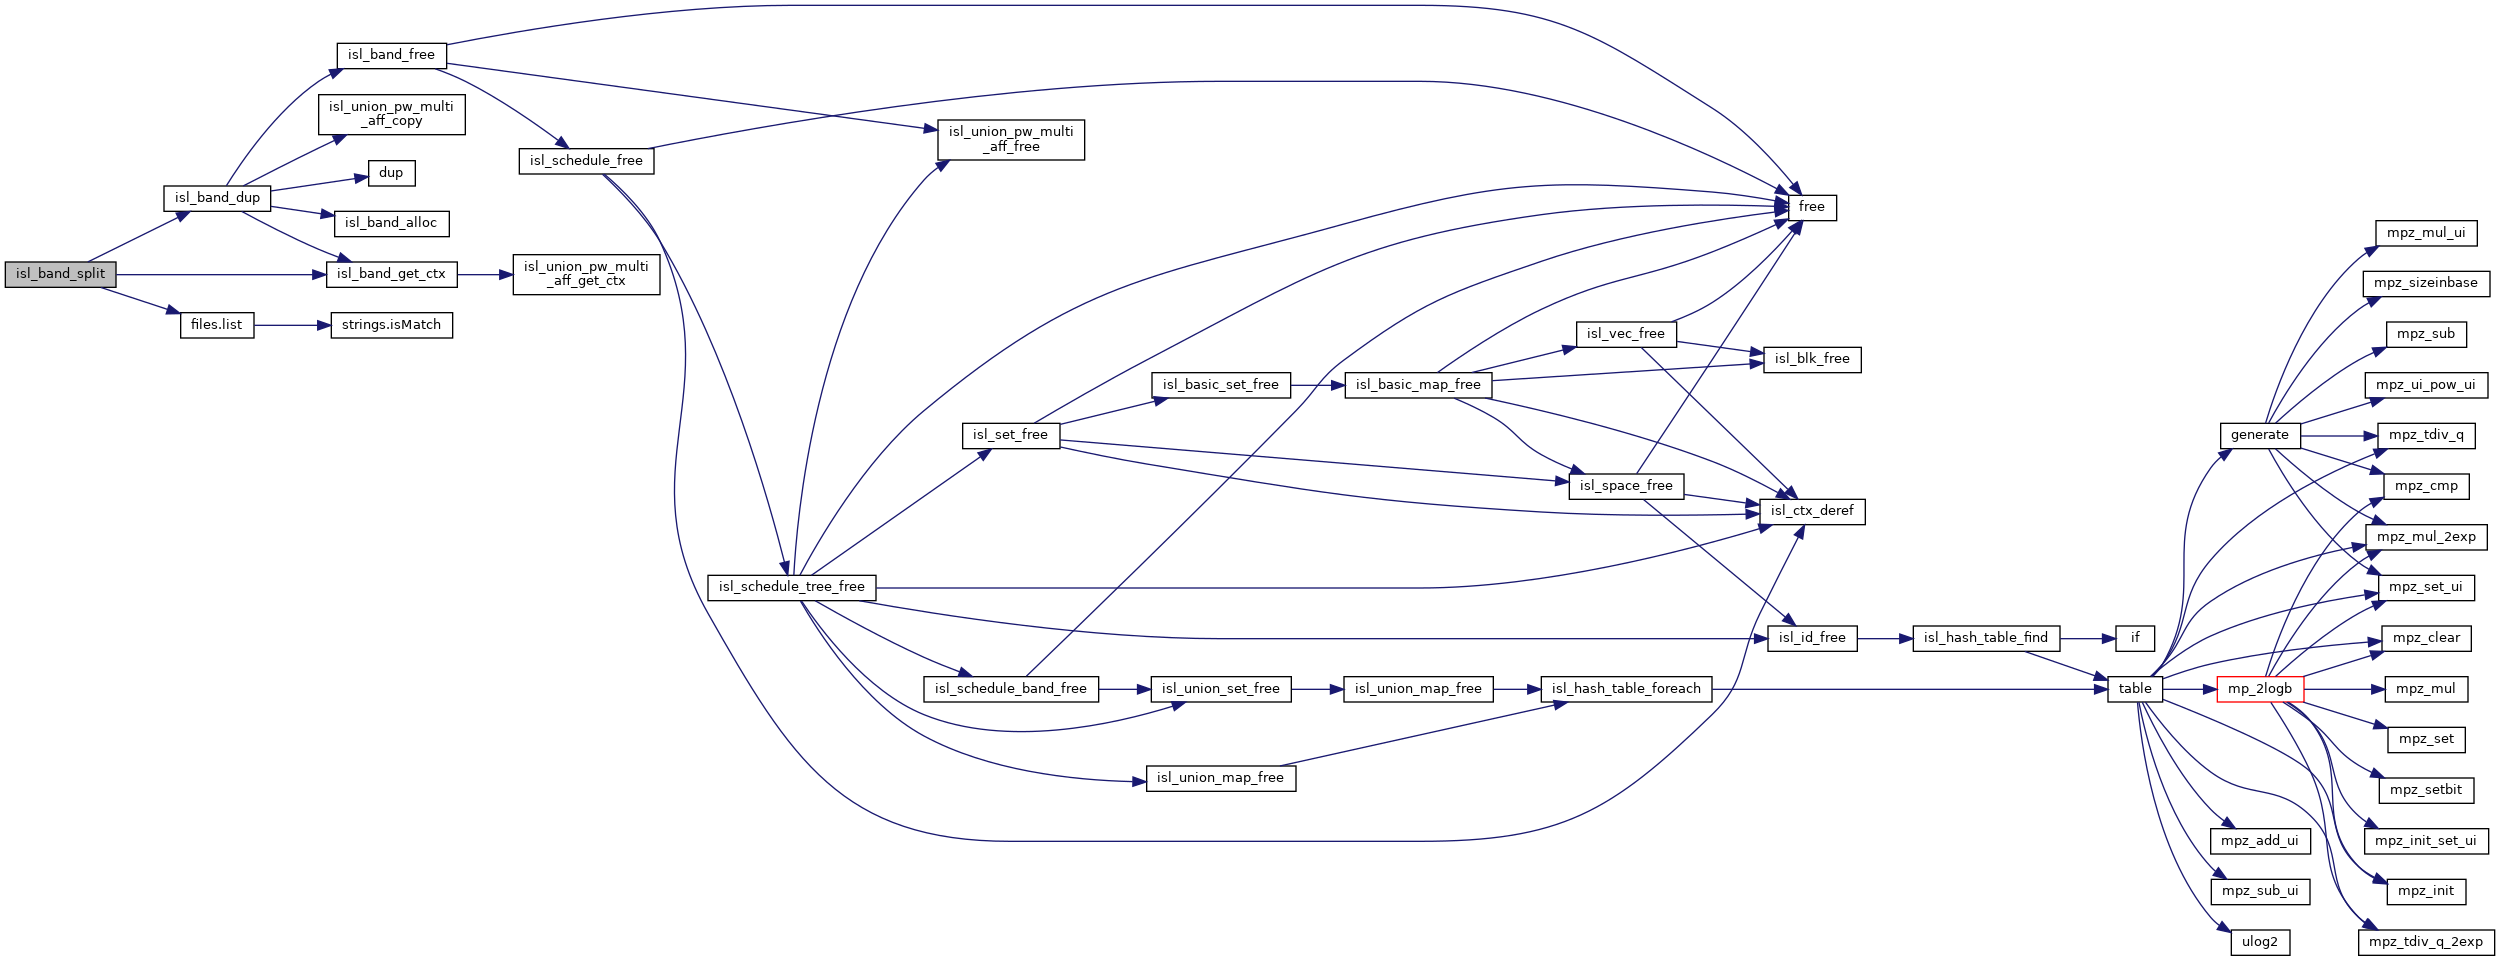 isl_band_split
isl_band_dup
files.list
isl_band_free
isl_union_pw_multi
_aff_copy
dup
isl_band_alloc
isl_band_get_ctx
strings.isMatch
isl_schedule_free
isl_union_pw_multi
_aff_get_ctx
isl_schedule_tree_free
isl_union_pw_multi
_aff_free
isl_set_free
isl_schedule_band_free
isl_basic_set_free
isl_union_set_free
isl_union_map_free
isl_basic_map_free
isl_union_map_free
isl_vec_free
isl_space_free
isl_hash_table_foreach
free
isl_blk_free
isl_ctx_deref
isl_id_free
isl_hash_table_find
if
table
generate
mp_2logb
mpz_add_ui
mpz_sub_ui
ulog2
mpz_mul_ui
mpz_sizeinbase
mpz_sub
mpz_ui_pow_ui
mpz_tdiv_q
mpz_cmp
mpz_mul_2exp
mpz_set_ui
mpz_clear
mpz_mul
mpz_set
mpz_setbit
mpz_init_set_ui
mpz_init
mpz_tdiv_q_2exp